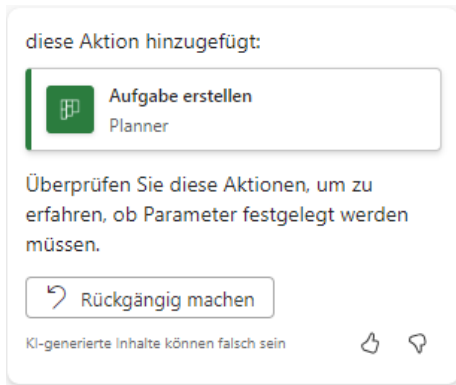 diese Aktion hinzugefügt:
Aufgabe erstellen
Planner
Überprüfen Sie diese Aktionen, um zu
erfahren, ob Parameter festgelegt werden
müssen.
Rückgängig machen
KI-generierte Inhalte können falsch sein